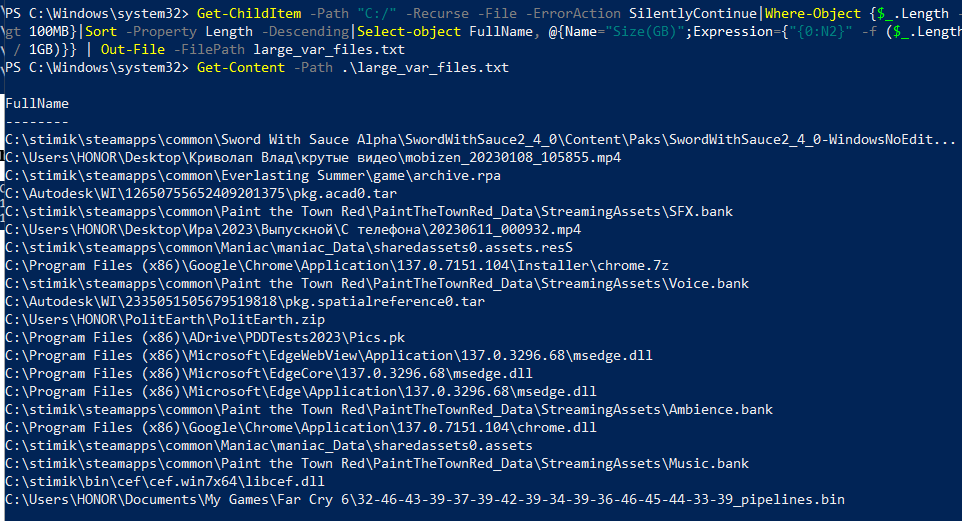 PS C:\Windows\system32> Get-ChildItem -Path "C:/" -Recurse -File -ErrorAction SilentlyContinue|Where-Object {$_.Length -
gt 100MB}|Sort -Property Length -Descending|Select-object FullName, @{Name="Size(GB)";Expression={"{0:N2}" -f ($_.Length
/ 1GB)}} | Out-File -FilePath large_var_files.txt
PS C:\Windows\system32> Get-Content -Path .\large_var_files.txt
FullName
--------
C:\stimik\steamapps\common\Sword With Sauce Alpha\SwordWithSauce2_4_0\Content\Paks\SwordWithSauce2_4_0-WindowsNoEdit...
C:\Users\HONOR\Desktop\Криволап Влад\крутые видео\mobizen_20230108_105855.mp4
C:\stimik\steamapps\common\Everlasting Summer\game\archive.rpa
C:\Autodesk\WI\12650755652409201375\pkg.acad0.tar
C:\stimik\steamapps\common\Paint the Town Red\PaintTheTownRed_Data\StreamingAssets\SFX.bank
C:\Users\HONOR\Desktop\Ира\2023\Выпускной\С телефона\20230611_000932.mp4
C:\stimik\steamapps\common\Maniac\maniac_Data\sharedassets0.assets.resS
C:\Program Files (x86)\Google\Chrome\Application\137.0.7151.104\Installer\chrome.7z
C:\stimik\steamapps\common\Paint the Town Red\PaintTheTownRed_Data\StreamingAssets\Voice.bank
C:\Autodesk\WI\2335051505679519818\pkg.spatialreference0.tar
C:\Users\HONOR\PolitEarth\PolitEarth.zip
C:\Program Files (x86)\ADrive\PDDTests2023\Pics.pk
C:\Program Files (x86)\Microsoft\EdgeWebView\Application\137.0.3296.68\msedge.dll
C:\Program Files (x86)\Microsoft\EdgeCore\137.0.3296.68\msedge.dll
C:\Program Files (x86)\Microsoft\Edge\Application\137.0.3296.68\msedge.dll
C:\stimik\steamapps\common\Paint the Town Red\PaintTheTownRed_Data\StreamingAssets\Ambience.bank
C:\Program Files (x86)\Google\Chrome\Application\137.0.7151.104\chrome.dll
C:\stimik\steamapps\common\Maniac\maniac_Data\sharedassets0.assets
C:\stimik\steamapps\common\Paint the Town Red\PaintTheTownRed_Data\StreamingAssets\Music.bank
C:\stimik\bin\cef\cef.win7x64\libcef.dll
C:\Users\HONOR\Documents\My Games\Far Cry 6\32-46-43-39-37-39-42-39-34-39-36-46-45-44-33-39_pipelines.bin